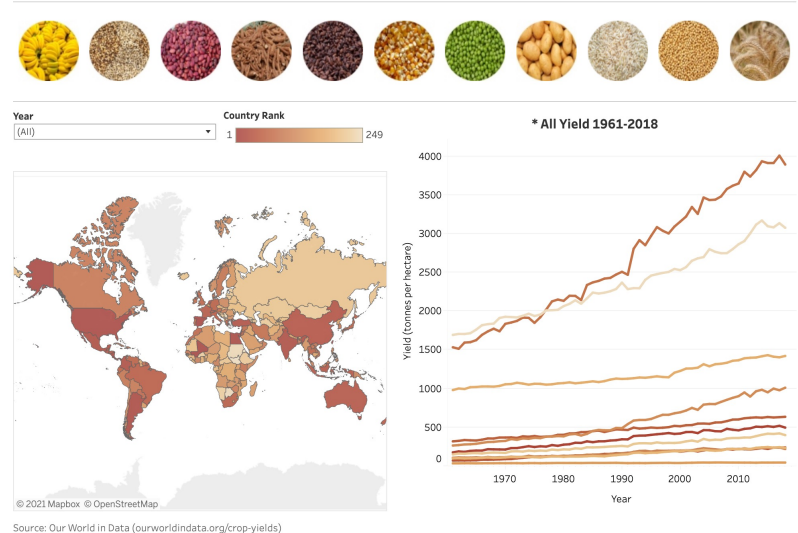 Year
(All)
Country Rank
1
249
* All Yield 1961-2018
4000
3500
3000
2500
2000
1500
1000
500
0
Yield (tonnes per hectare)
1970
1980
1990
2000
2010
Year
© 2021 Mapbox © OpenStreetMap
Source: Our World in Data (ourworldindata.org/crop-yields)